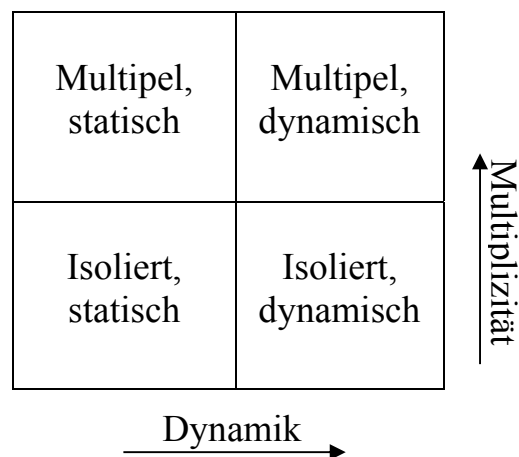 Multipel,
statisch
Multipel,
dynamisch
Isoliert,
statisch
Isoliert,
dynamisch
Multiplizität
Dynamik